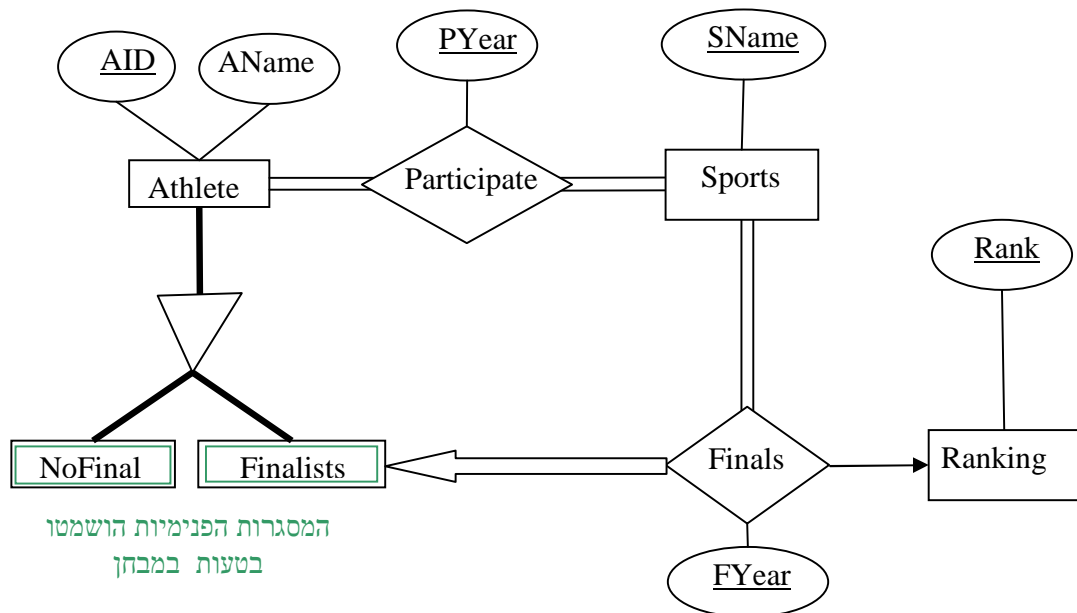 AID
AName
PYear
SName
Athlete
Participate
Sports
Rank
NoFinal
Finalists
Finals
Ranking
המסגרות הפנימיות הושמטו
בטעות במבחן
FYear